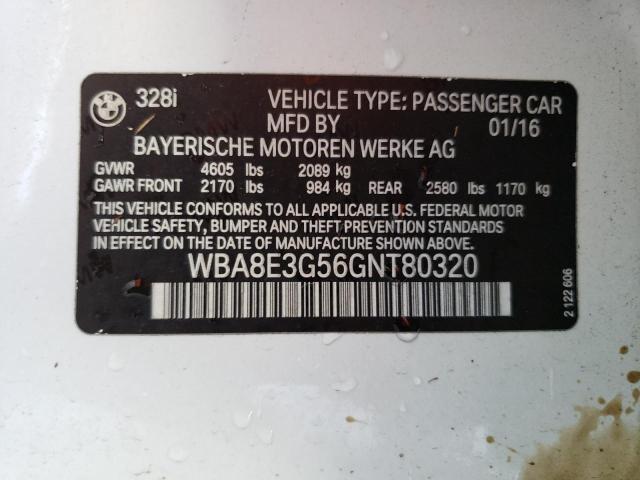 BMW 328i VEHICLE TYPE: PASSENGER CAR
MFD BY 01/16
BAYERISCHE MOTOREN WERKE AG
GVWR 4605 lbs 2089 kg
GAWR FRONT 2170 lbs 984 kg REAR 2580 lbs 1170 kg
THIS VEHICLE CONFORMS TO ALL APPLICABLE U.S. FEDERAL MOTOR
VEHICLE SAFETY, BUMPER AND THEFT PREVENTION STANDARDS
IN EFFECT ON THE DATE OF MANUFACTURE SHOWN ABOVE.
WBA8E3G56GNT80320
2 122 606